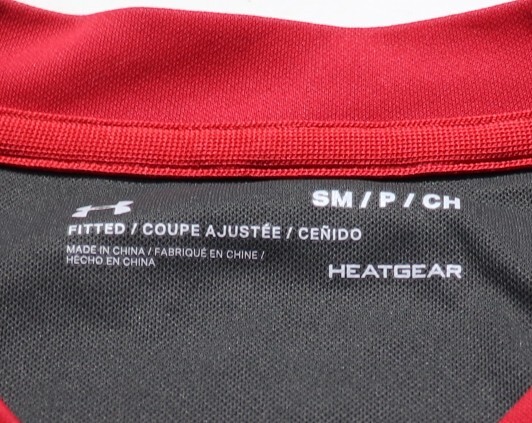 SM / P / CH
FITTED / COUPE AJUSTÉE / CEÑIDO
MADE IN CHINA / FABRIQUÉ EN CHINE /
HECHO EN CHINA
HEATGEAR